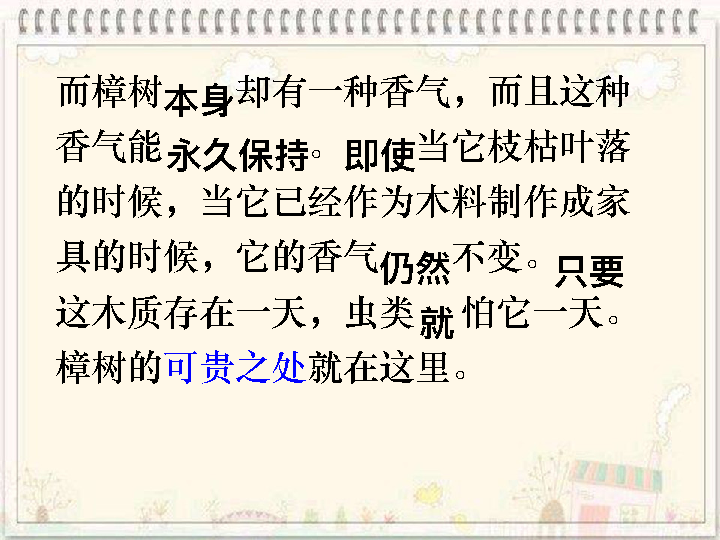 而樟树本身却有一种香气，而且这种
香气能永久保持。即使当它枝枯叶落
的时候，当它已经作为木料制作成家
具的时候，它的香气仍然不变。只要
这木质存在一天，虫类就怕它一天。
樟树的可贵之处就在这里。